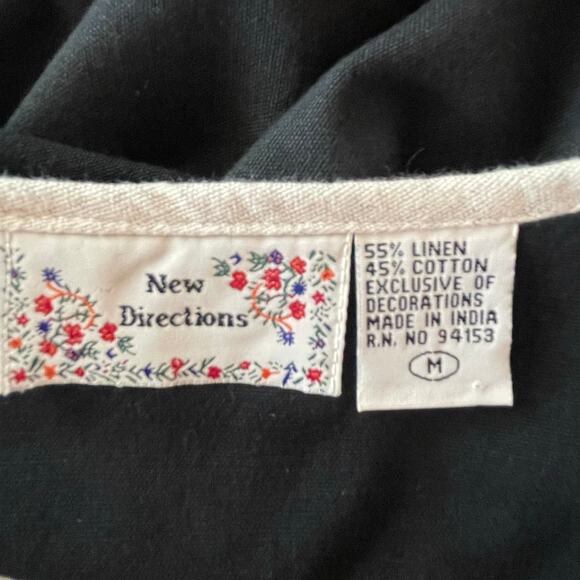 New
Directions
55% LINEN
45% COTTON
EXCLUSIVE OF
DECORATIONS
MADE IN INDIA
R.N. NO 94153
M